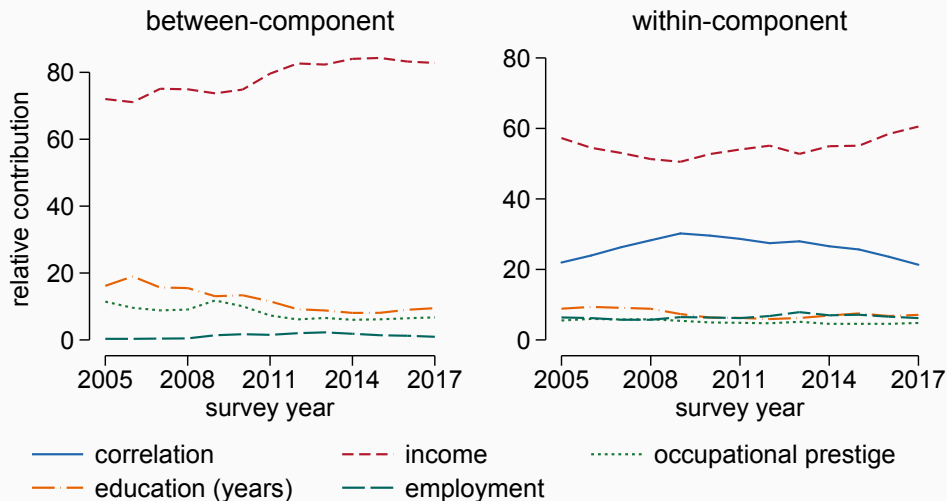 between-component
within-component
relative contribution
80
60
40
20
0
2005 2008 2011 2014 2017
survey year
80
60
40
20
0
2005 2008 2011 2014 2017
survey year
correlation income occupational prestige
education (years) employment